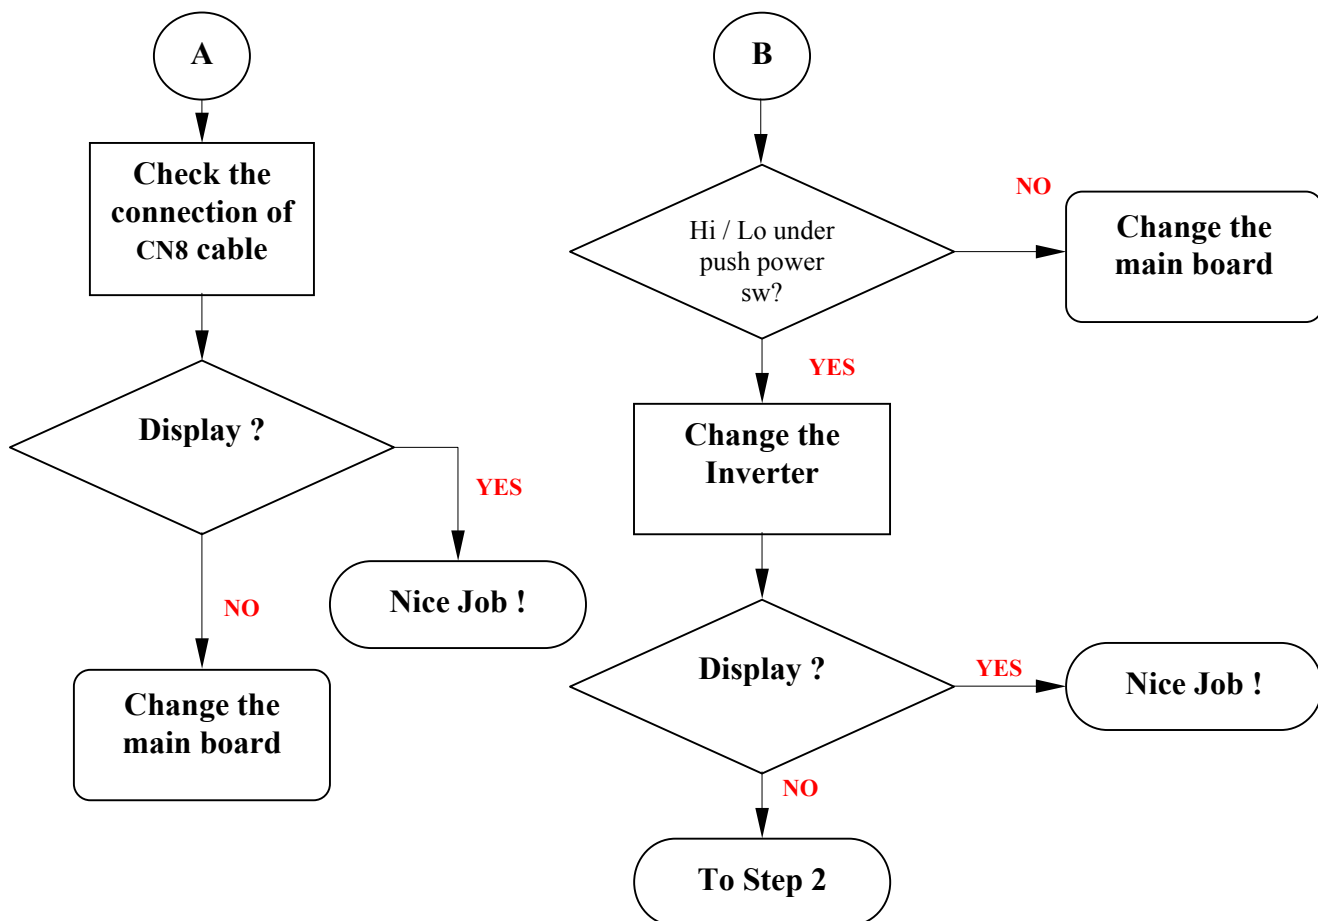 A
Check the
connection of
CN8 cable
Display ?
YES
Nice Job !
NO
Change the
main board
B
Hi / Lo under
push power
sw?
NO
Change the
main board
YES
Change the
Inverter
Display ?
YES
Nice Job !
NO
To Step 2